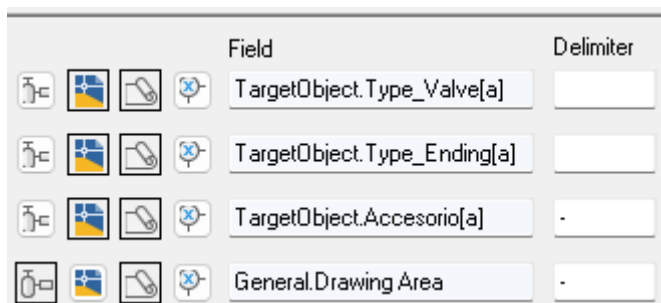 Field Delimiter
TargetObject.Type_Valve[a]
TargetObject.Type_Ending[a]
TargetObject.Accesorio[a] -
General.Drawing Area -